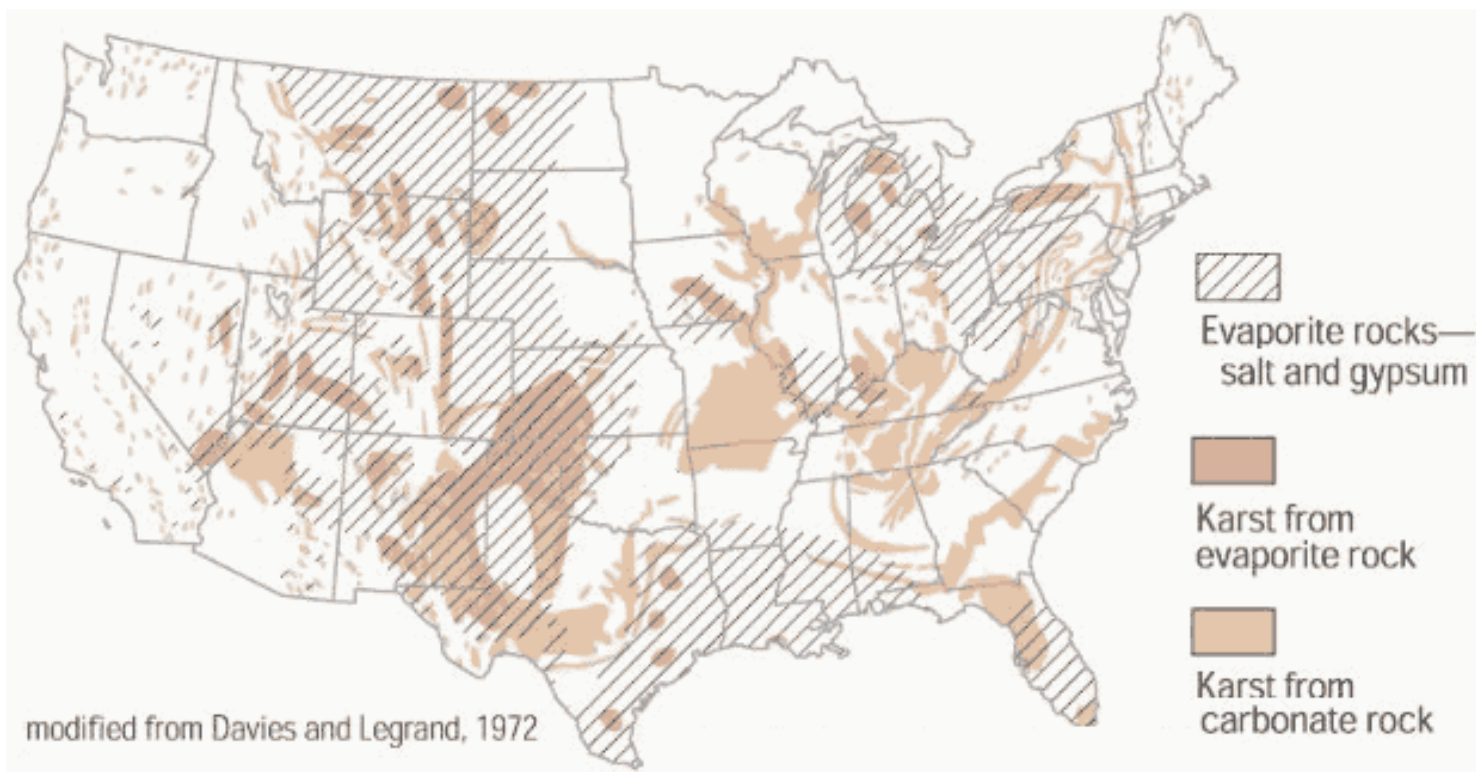 Evaporite rocks—
salt and gypsum
Karst from
evaporite rock
Karst from
carbonate rock
modified from Davies and Legrand, 1972